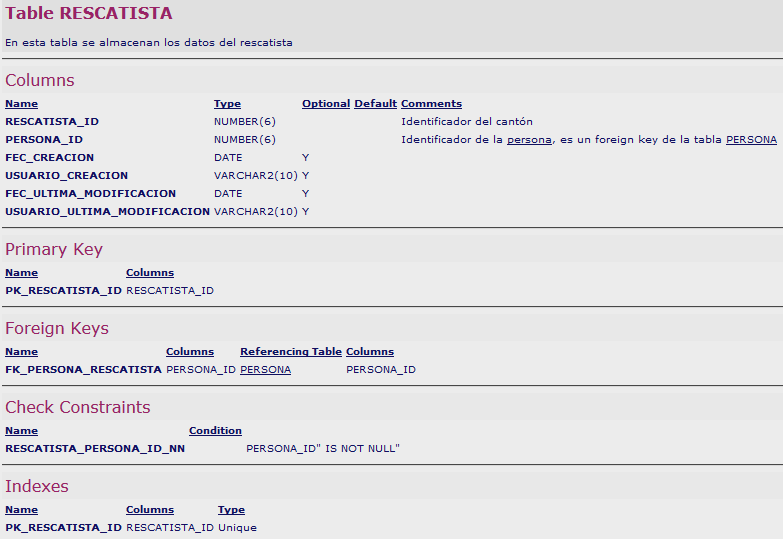 Table RESCATISTA
En esta tabla se almacenan los datos del rescatista
Columns
Name Type Optional Default Comments
RESCATISTA_ID NUMBER(6) Identificador del cantón
PERSONA_ID NUMBER(6) Identificador de la persona, es un foreign key de la tabla PERSONA
FEC_CREACION DATE Y
USUARIO_CREACION VARCHAR2(10) Y
FEC_ULTIMA_MODIFICACION DATE Y
USUARIO_ULTIMA_MODIFICACION VARCHAR2(10) Y
Primary Key
Name Columns
PK_RESCATISTA_ID RESCATISTA_ID
Foreign Keys
Name Columns Referencing Table Columns
FK_PERSONA_RESCATISTA PERSONA_ID PERSONA PERSONA_ID
Check Constraints
Name Condition
RESCATISTA_PERSONA_ID_NN PERSONA_ID" IS NOT NULL"
Indexes
Name Columns Type
PK_RESCATISTA_ID RESCATISTA_ID Unique